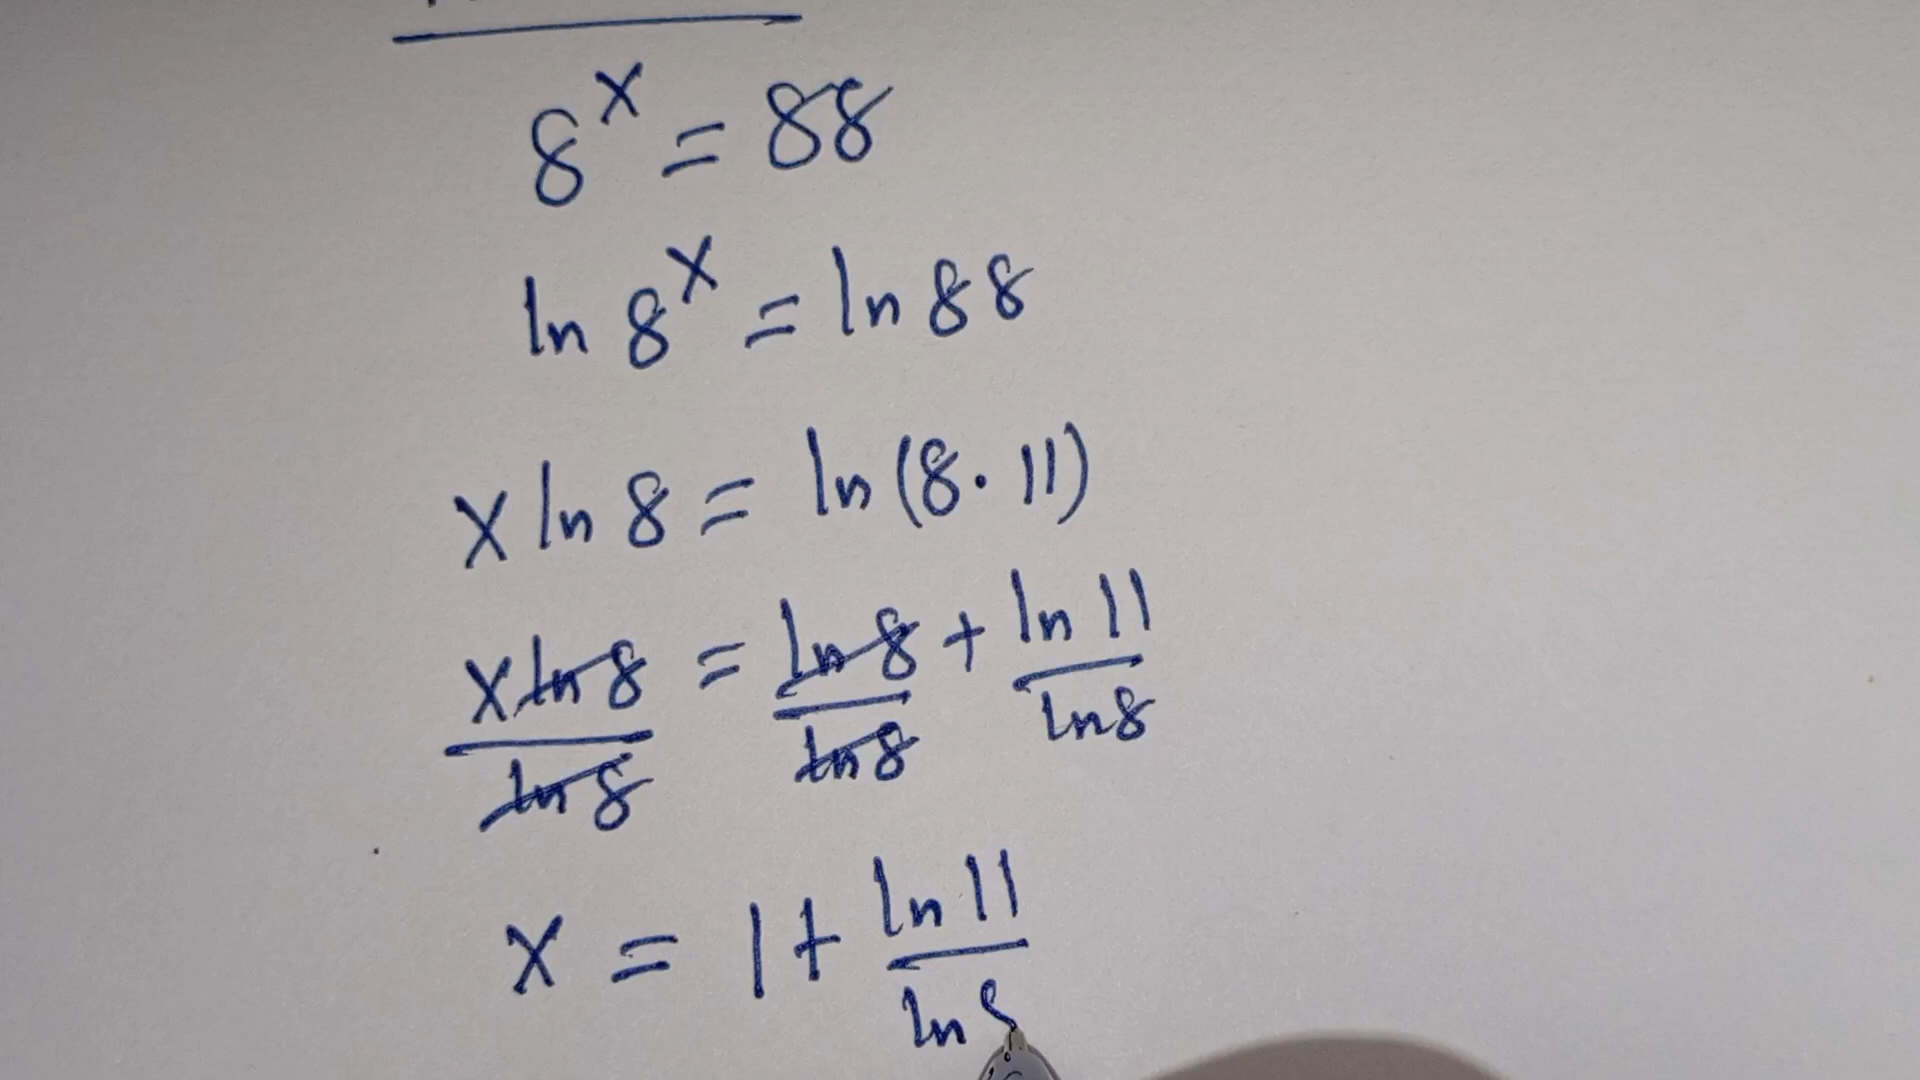 8^x = 88
ln 8^x = ln 88
x ln 8 = ln (8 · 11)
x ln 8 / ln 8 = ln 8 / ln 8 + ln 11 / ln 8
x = 1 + ln 11 / ln 8